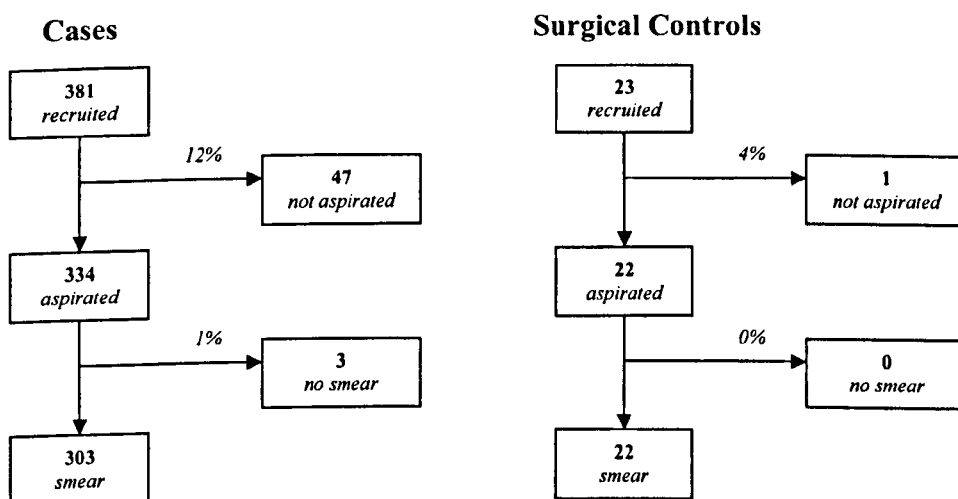 Cases
381
recruited
12%
47
not aspirated
334
aspirated
1%
3
no smear
303
smear
Surgical Controls
23
recruited
4%
1
not aspirated
22
aspirated
0%
0
no smear
22
smear